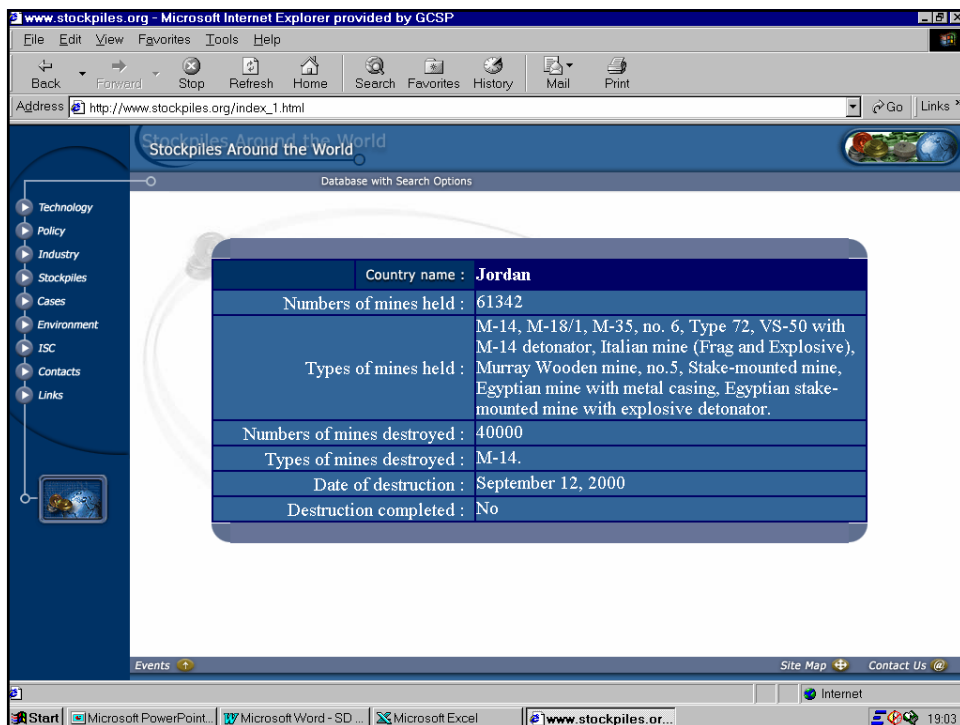 www.stockpiles.org - Microsoft Internet Explorer provided by GCSP
File Edit View Favorites Tools Help
Back Forward Stop Refresh Home Search Favorites History Mail Print
Address http://www.stockpiles.org/index_1.html Go Links »
Stockpiles Around the World
Stockpiles Around the World
Database with Search Options
Technology
Policy
Industry
Stockpiles
Cases
Environment
ISC
Contacts
Links
Country name : Jordan
Numbers of mines held : 61342
Types of mines held : M-14, M-18/1, M-35, no. 6, Type 72, VS-50 with
M-14 detonator, Italian mine (Frag and Explosive),
Murray Wooden mine, no.5, Stake-mounted mine,
Egyptian mine with metal casing, Egyptian stake-
mounted mine with explosive detonator.
Numbers of mines destroyed : 40000
Types of mines destroyed : M-14.
Date of destruction : September 12, 2000
Destruction completed : No
Events Site Map Contact Us @
Internet
Start Microsoft PowerPoint... Microsoft Word - SD ... Microsoft Excel www.stockpiles.or... 19:03